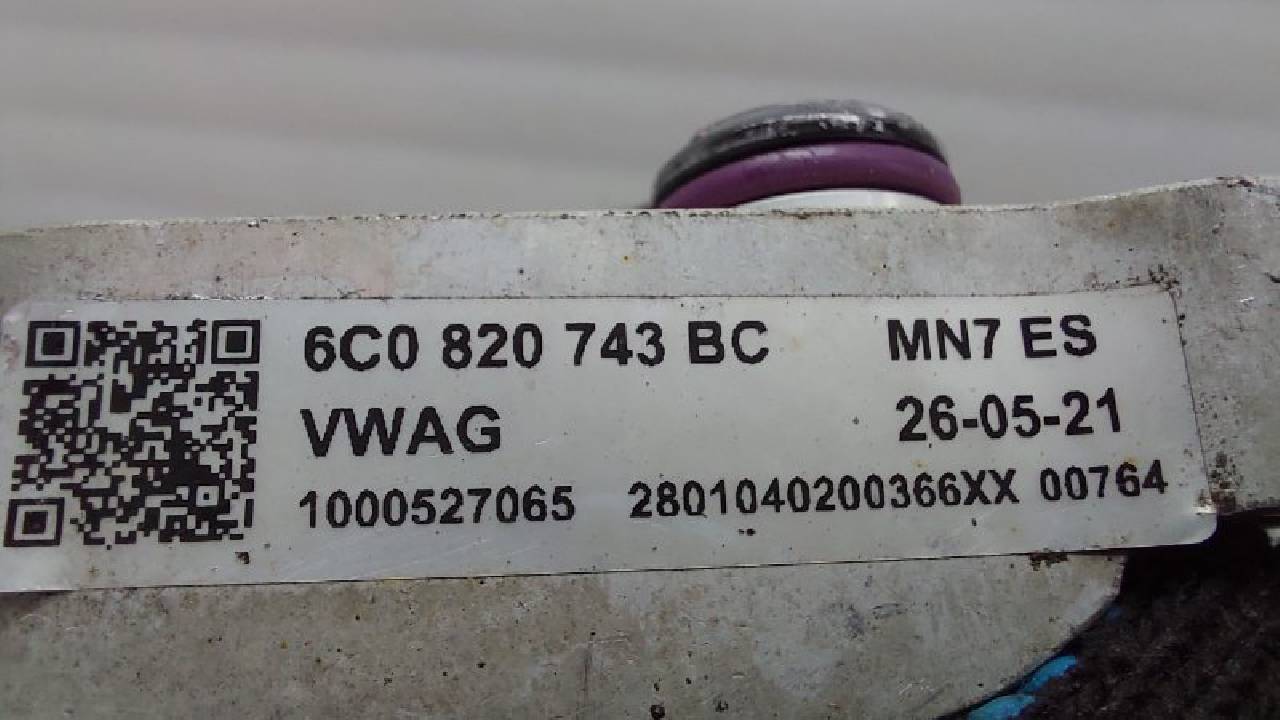 6C0 820 743 BC MN7 ES
VWAG 26-05-21
1000527065 2801040200366XX 00764